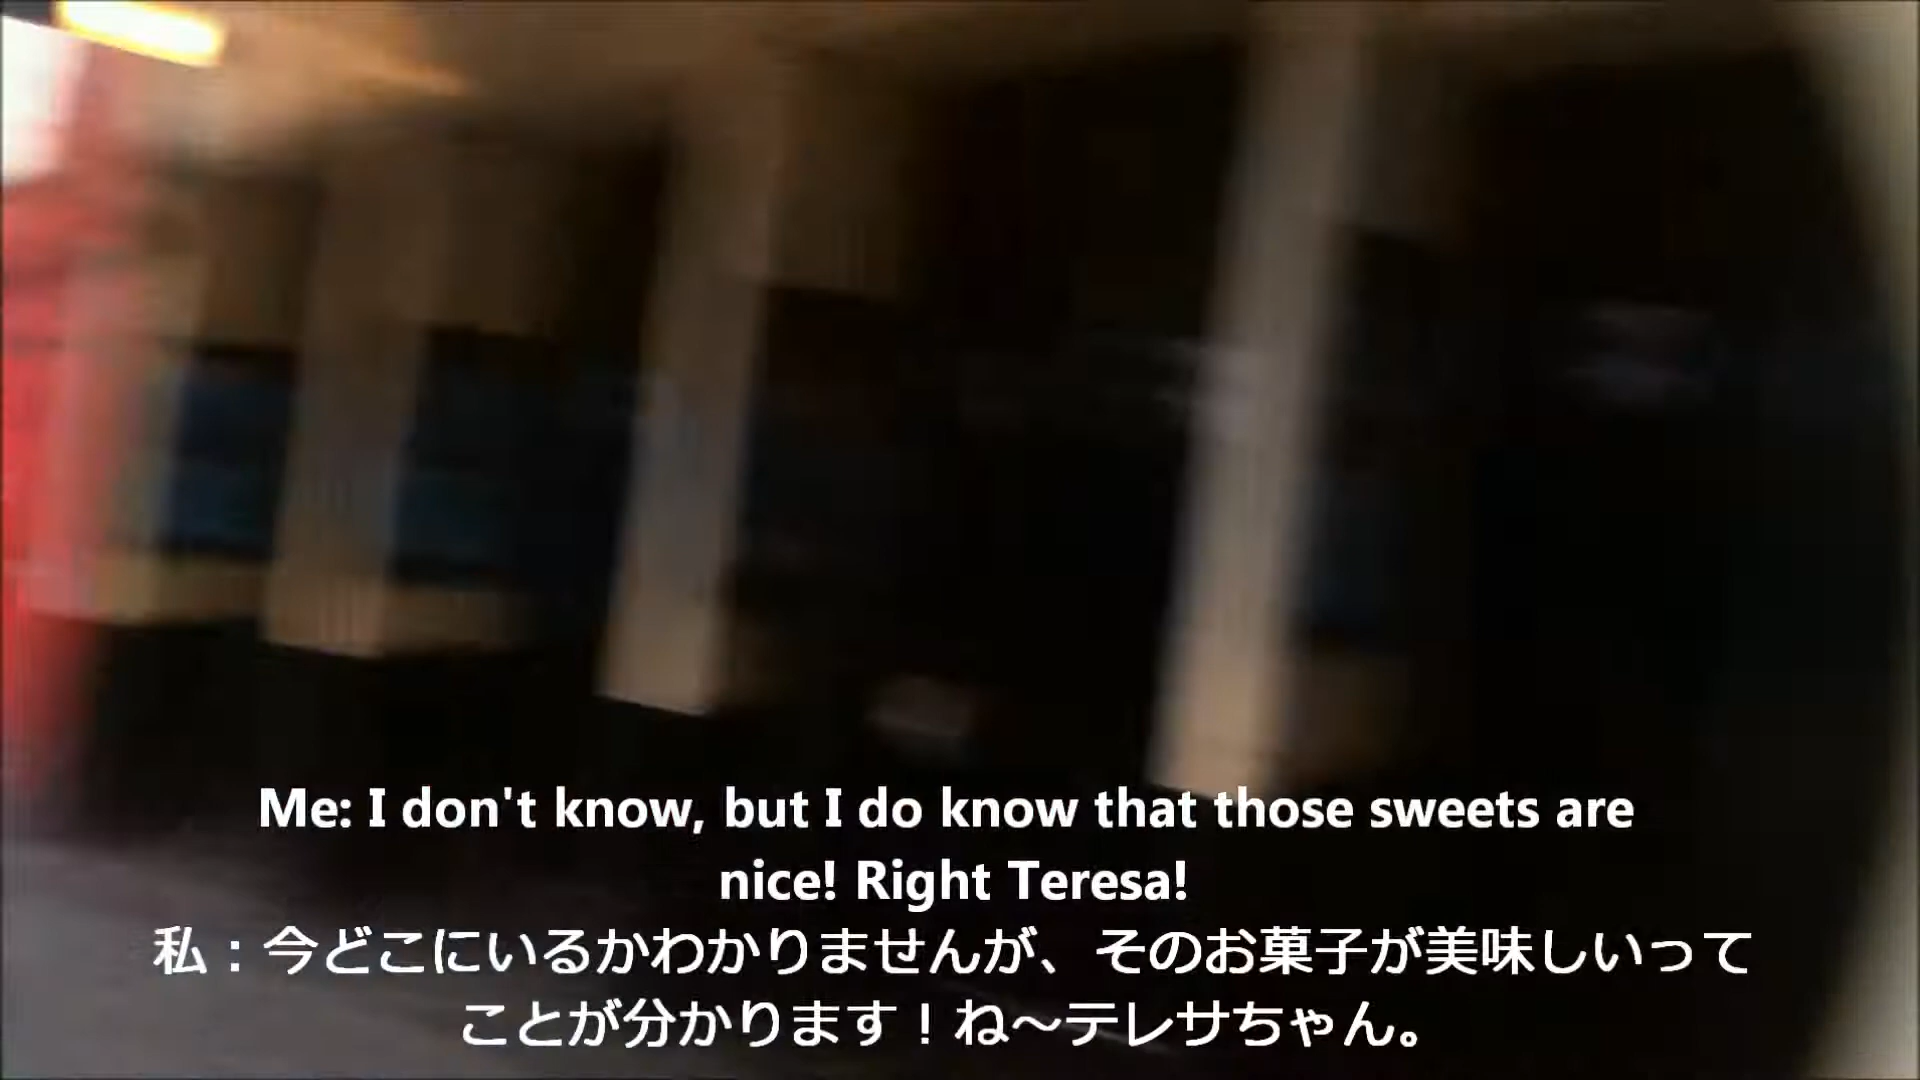 Me: I don't know, but I do know that those sweets are
nice! Right Teresa!
私：今どこにいるかわかりませんが、そのお菓子が美味しいって
ことが分かります！ね～テレサちゃん。